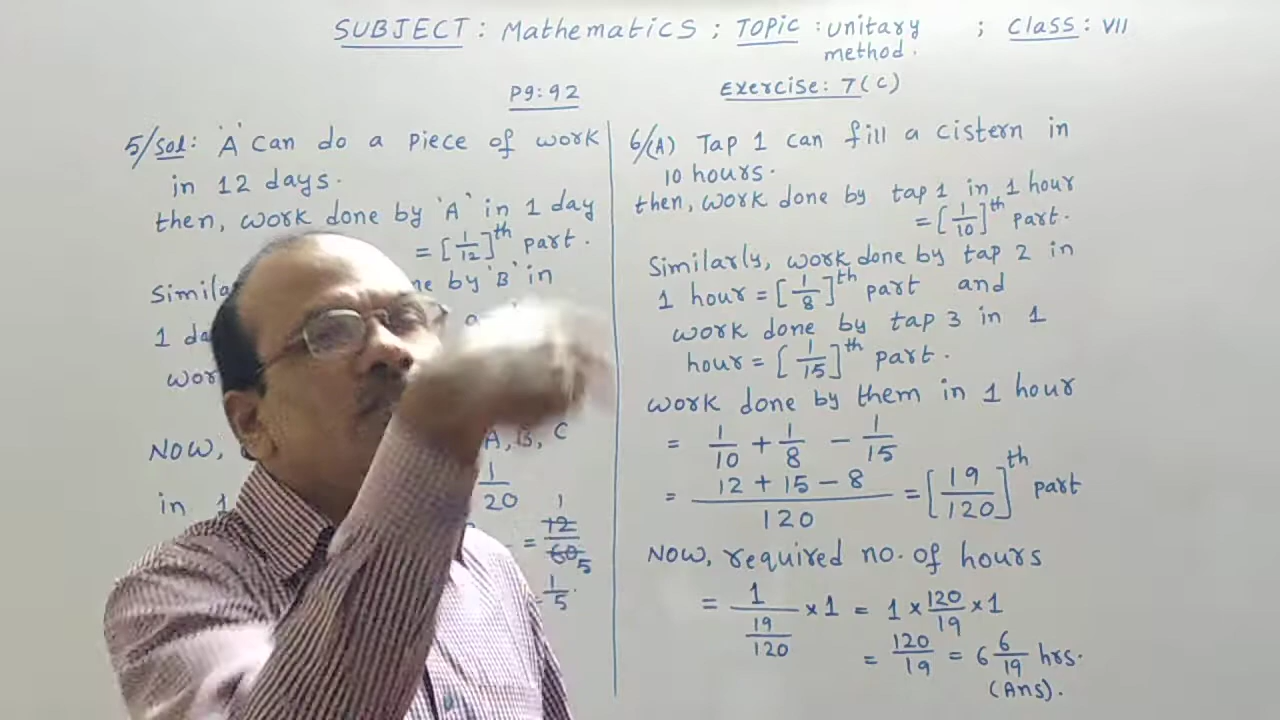 SUBJECT : Mathematics ; TOPIC : unitary method. ; Class : VII
Pg: 92
Exercise: 7(C)
5/ Sol: 'A' can do a piece of work
in 12 days.
then, work done by 'A' in 1 day
= [1/12]th part.
by 'B' in
1
Now, A, B, C
in 1
1/20
= 12/60 1 5
= 1/5.
6/(A) Tap 1 can fill a cistern in
10 hours.
then, work done by tap 1 in 1 hour
= [1/10]th part.
Similarly, work done by tap 2 in
1 hour = [1/8]th part and
work done by tap 3 in 1
hour = [1/15]th part.
work done by them in 1 hour
= 1/10 + 1/8 - 1/15
= 12 + 15 - 8 / 120 = [19/120]th part
Now, required no. of hours
= 1 / 19/120 × 1 = 1 × 120/19 × 1
= 120/19 = 6 6/19 hrs.
(Ans).